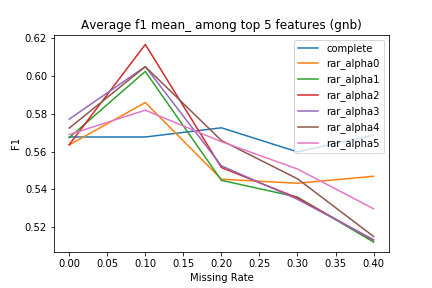 Average f1 mean_ among top 5 features (gnb)
0.62
0.60
0.58
0.56
0.54
0.52
F1
complete
rar_alpha0
rar_alpha1
rar_alpha2
rar_alpha3
rar_alpha4
rar_alpha5
0.00 0.05 0.10 0.15 0.20 0.25 0.30 0.35 0.40
Missing Rate